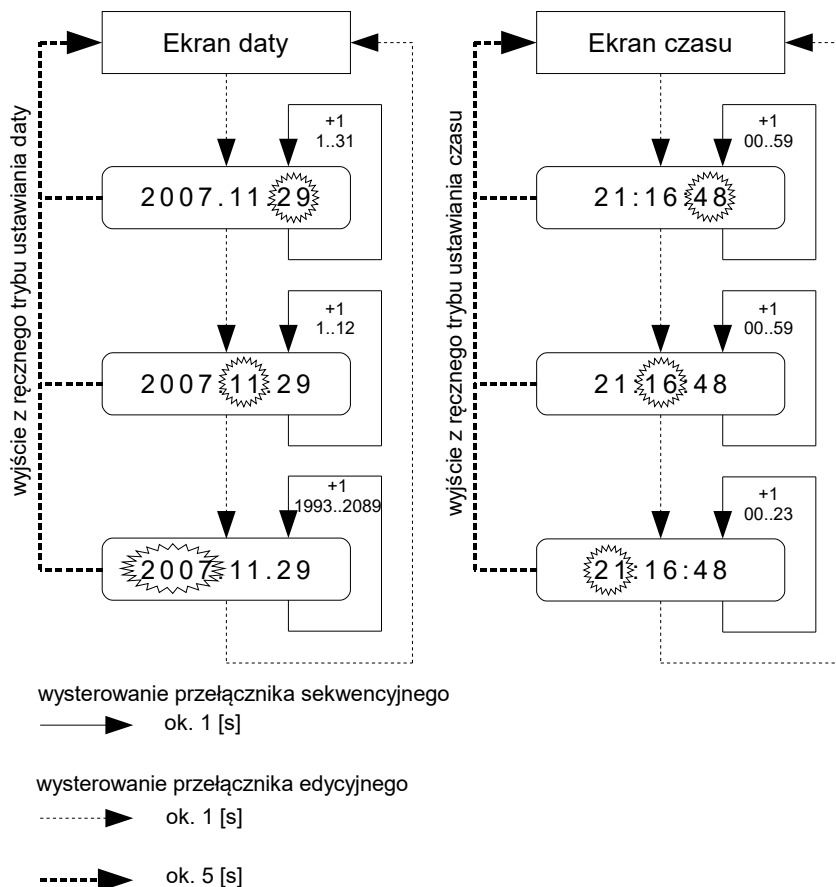 Ekran daty
wyjście z ręcznego trybu ustawiania daty
+1
1..31
2007.11.29
+1
1..12
2007.11.29
+1
1993..2089
2007.11.29
Ekran czasu
wyjście z ręcznego trybu ustawiania czasu
+1
00..59
21:16:48
+1
00..59
21:16:48
+1
00..23
21:16:48
wysterowanie przełącznika sekwencyjnego
ok. 1 [s]
wysterowanie przełącznika edycyjnego
ok. 1 [s]
ok. 5 [s]